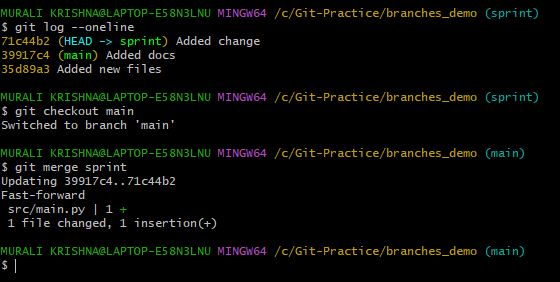 MURALI KRISHNA@LAPTOP-E58N3LNU MINGW64 /c/Git-Practice/branches_demo (sprint)
$ git log --oneline
71c44b2 (HEAD -> sprint) Added change
39917c4 (main) Added docs
35d89a3 Added new files
MURALI KRISHNA@LAPTOP-E58N3LNU MINGW64 /c/Git-Practice/branches_demo (sprint)
$ git checkout main
Switched to branch 'main'
MURALI KRISHNA@LAPTOP-E58N3LNU MINGW64 /c/Git-Practice/branches_demo (main)
$ git merge sprint
Updating 39917c4..71c44b2
Fast-forward
 src/main.py | 1 +
 1 file changed, 1 insertion(+)
MURALI KRISHNA@LAPTOP-E58N3LNU MINGW64 /c/Git-Practice/branches_demo (main)
$